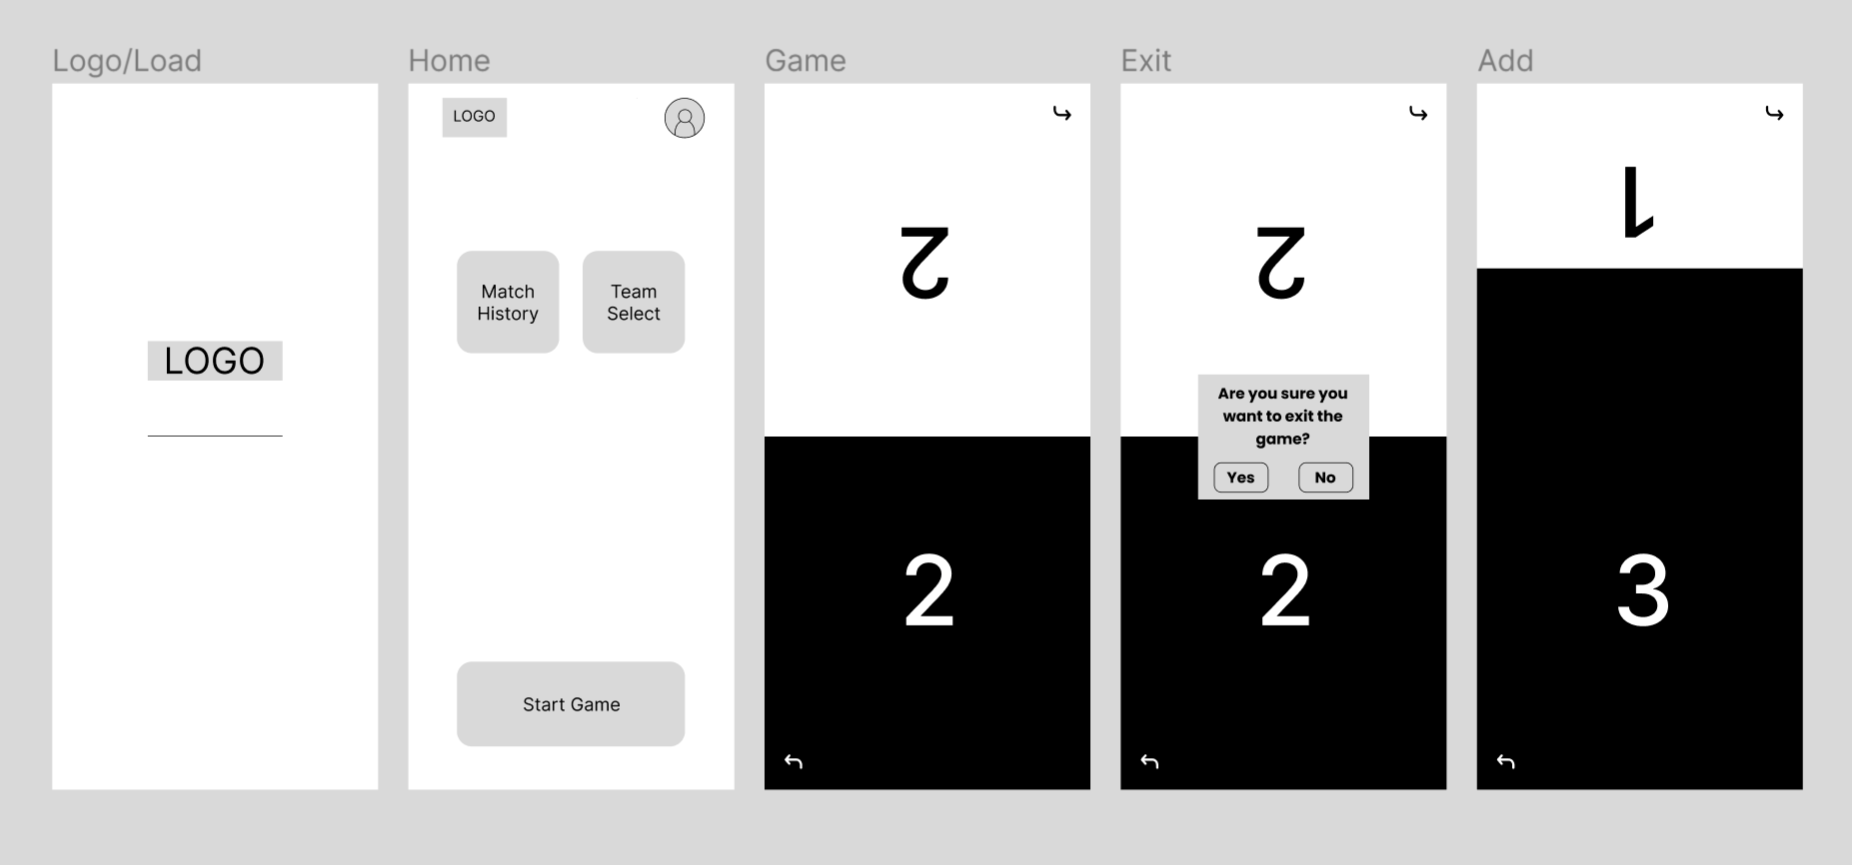 Logo/Load
LOGO
Home
LOGO
Match
History
Team
Select
Start Game
Game
2
2
Exit
2
Are you sure you
want to exit the
game?
Yes
No
2
Add
1
3